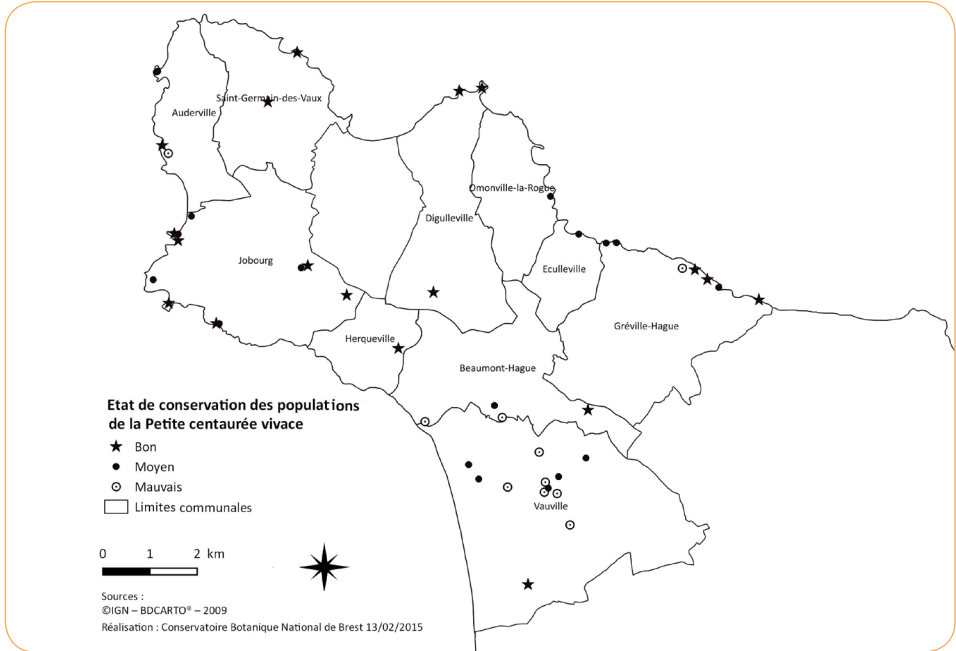 Saint-Germain-des-Vaux
Auderville
Omonville-la-Rogue
Digulleville
Jobourg
Eculleville
Gréville-Hague
Herqueville
Beaumont-Hague
Etat de conservation des populations
de la Petite centaurée vivace
Bon
Moyen
Mauvais
Limites communales
Vauville
0 1 2 km
Sources :
©IGN – BDCARTO® – 2009
Réalisation : Conservatoire Botanique National de Brest 13/02/2015